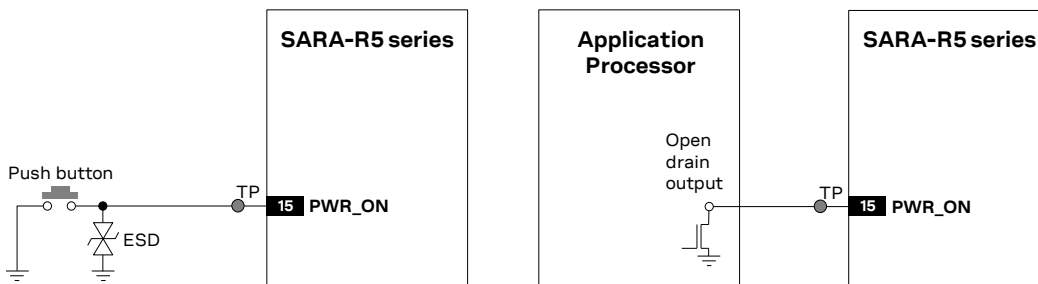 SARA-R5 series
Push button
TP
15 PWR_ON
ESD
Application
Processor
Open
drain
output
SARA-R5 series
TP
15 PWR_ON